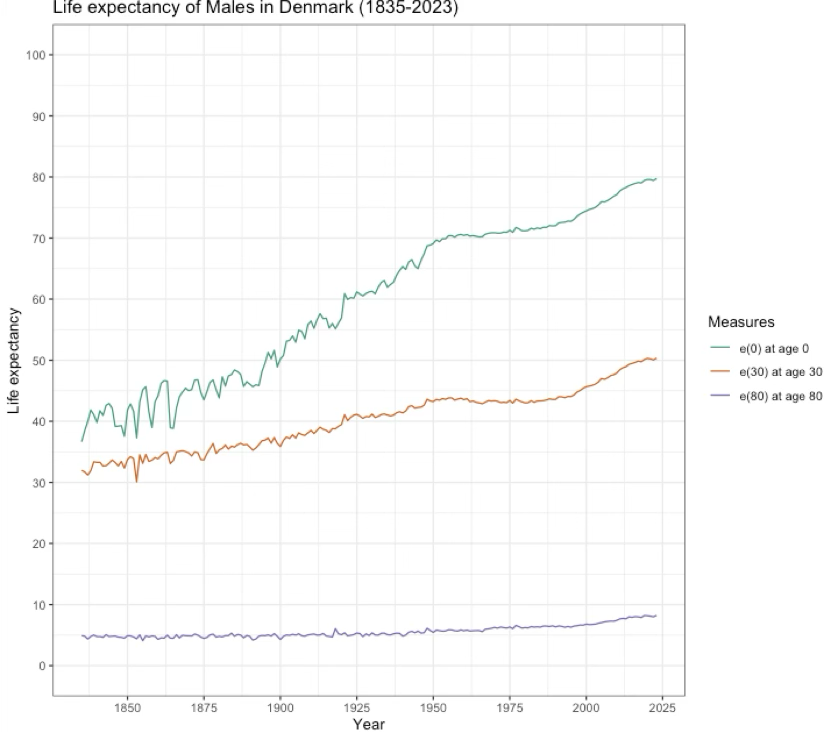 Life expectancy of Males in Denmark (1835-2023)
100
90
80
70
60
50
40
30
20
10
0
Life expectancy
1850 1875 1900 1925 1950 1975 2000 2025
Year
Measures
e(0) at age 0
e(30) at age 30
e(80) at age 80